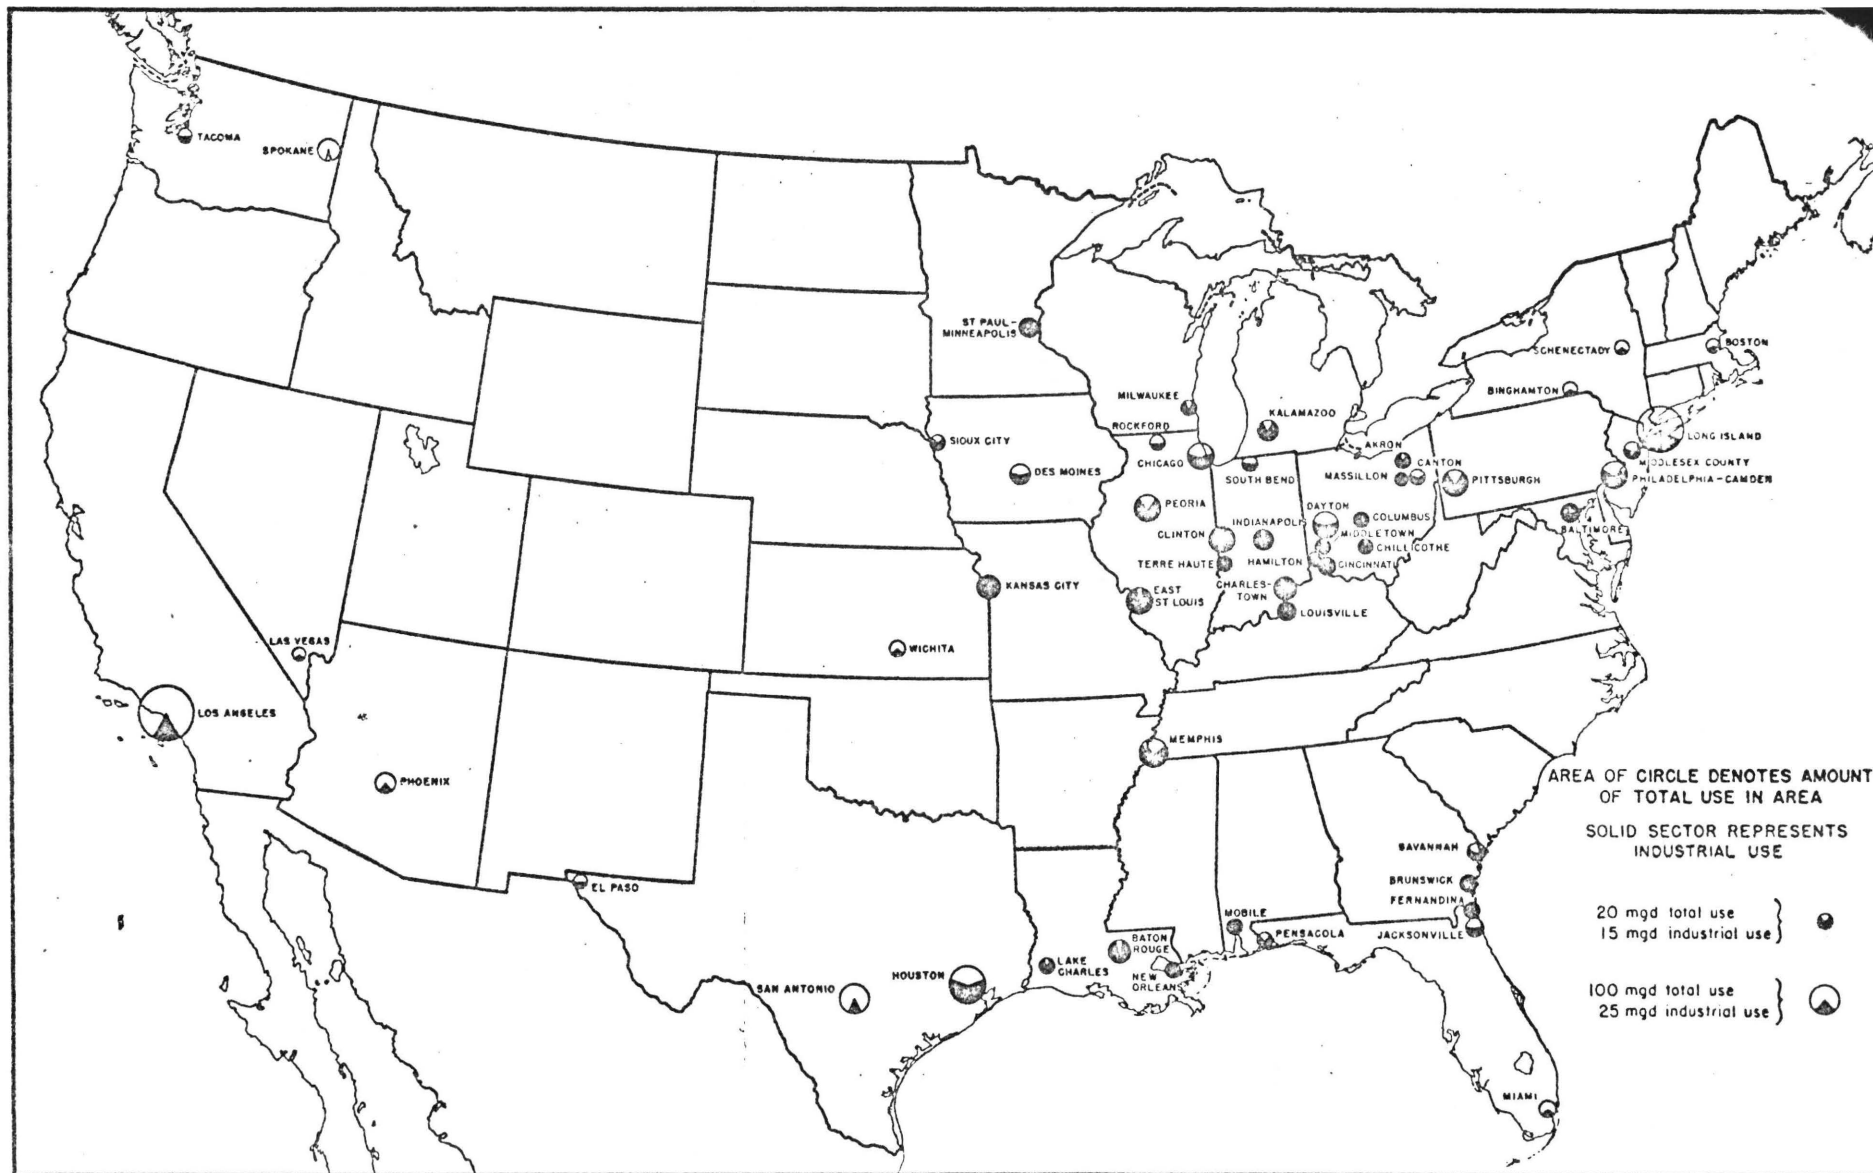 TACOMA
SPOKANE
ST PAUL-
MINNEAPOLIS
SCHENECTADY
BOSTON
BINGHAMTON
MILWAUKEE
KALAMAZOO
ROCKFORD
SIOUX CITY
AKRON
LONG ISLAND
CHICAGO
CANTON
MIDDLESEX COUNTY
DES MOINES
SOUTH BEND
MASSILLON
PITTSBURGH
PHILADELPHIA-CAMDEN
PEORIA
DAYTON
INDIANAPOLIS
COLUMBUS
BALTIMORE
CLINTON
MIDDLETOWN
CHILLICOTHE
TERRE HAUTE
HAMILTON
CINCINNATI
KANSAS CITY
EAST
ST LOUIS
CHARLES-
TOWN
LOUISVILLE
LAS VEGAS
WICHITA
LOS ANGELES
MEMPHIS
PHOENIX
AREA OF CIRCLE DENOTES AMOUNT
OF TOTAL USE IN AREA
SOLID SECTOR REPRESENTS
INDUSTRIAL USE
SAVANNAH
BRUNSWICK
EL PASO
FERNANDINA
MOBILE
PENSACOLA
JACKSONVILLE
20 mgd total use
15 mgd industrial use
BATON
ROUGE
LAKE
CHARLES
NEW
ORLEANS
HOUSTON
SAN ANTONIO
100 mgd total use
25 mgd industrial use
MIAMI